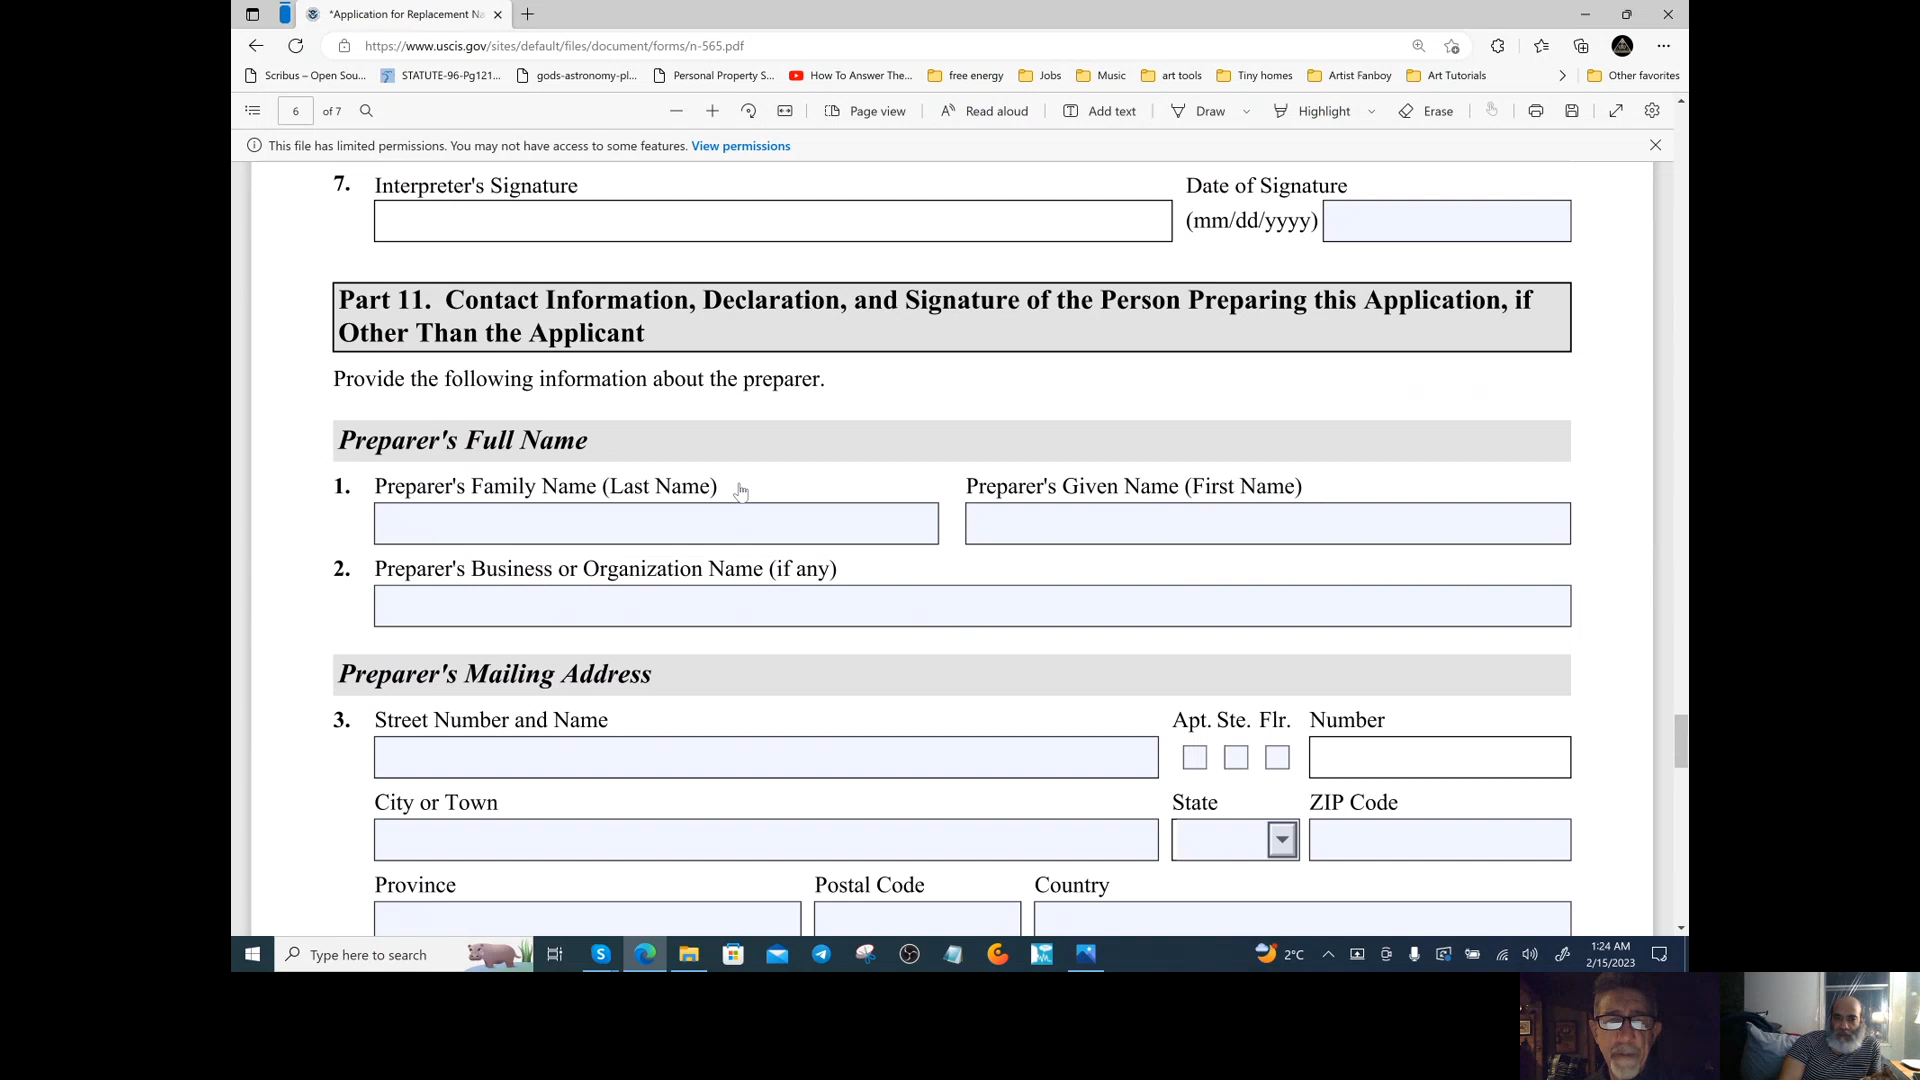 *Application for Replacement Na
https://www.uscis.gov/sites/default/files/document/forms/n-565.pdf
Scribus – Open Sou... STATUTE-96-Pg121... gods-astronomy-pl... Personal Property S... How To Answer The... free energy Jobs Music art tools Tiny homes Artist Fanboy Art Tutorials Other favorites
6 of 7 Page view Read aloud Add text Draw Highlight Erase
This file has limited permissions. You may not have access to some features. View permissions
7. Interpreter's Signature Date of Signature
(mm/dd/yyyy)
Part 11. Contact Information, Declaration, and Signature of the Person Preparing this Application, if
Other Than the Applicant
Provide the following information about the preparer.
Preparer's Full Name
1. Preparer's Family Name (Last Name) Preparer's Given Name (First Name)
2. Preparer's Business or Organization Name (if any)
Preparer's Mailing Address
3. Street Number and Name Apt. Ste. Flr. Number
City or Town State ZIP Code
Province Postal Code Country
Type here to search 2°C 1:24 AM
2/15/2023